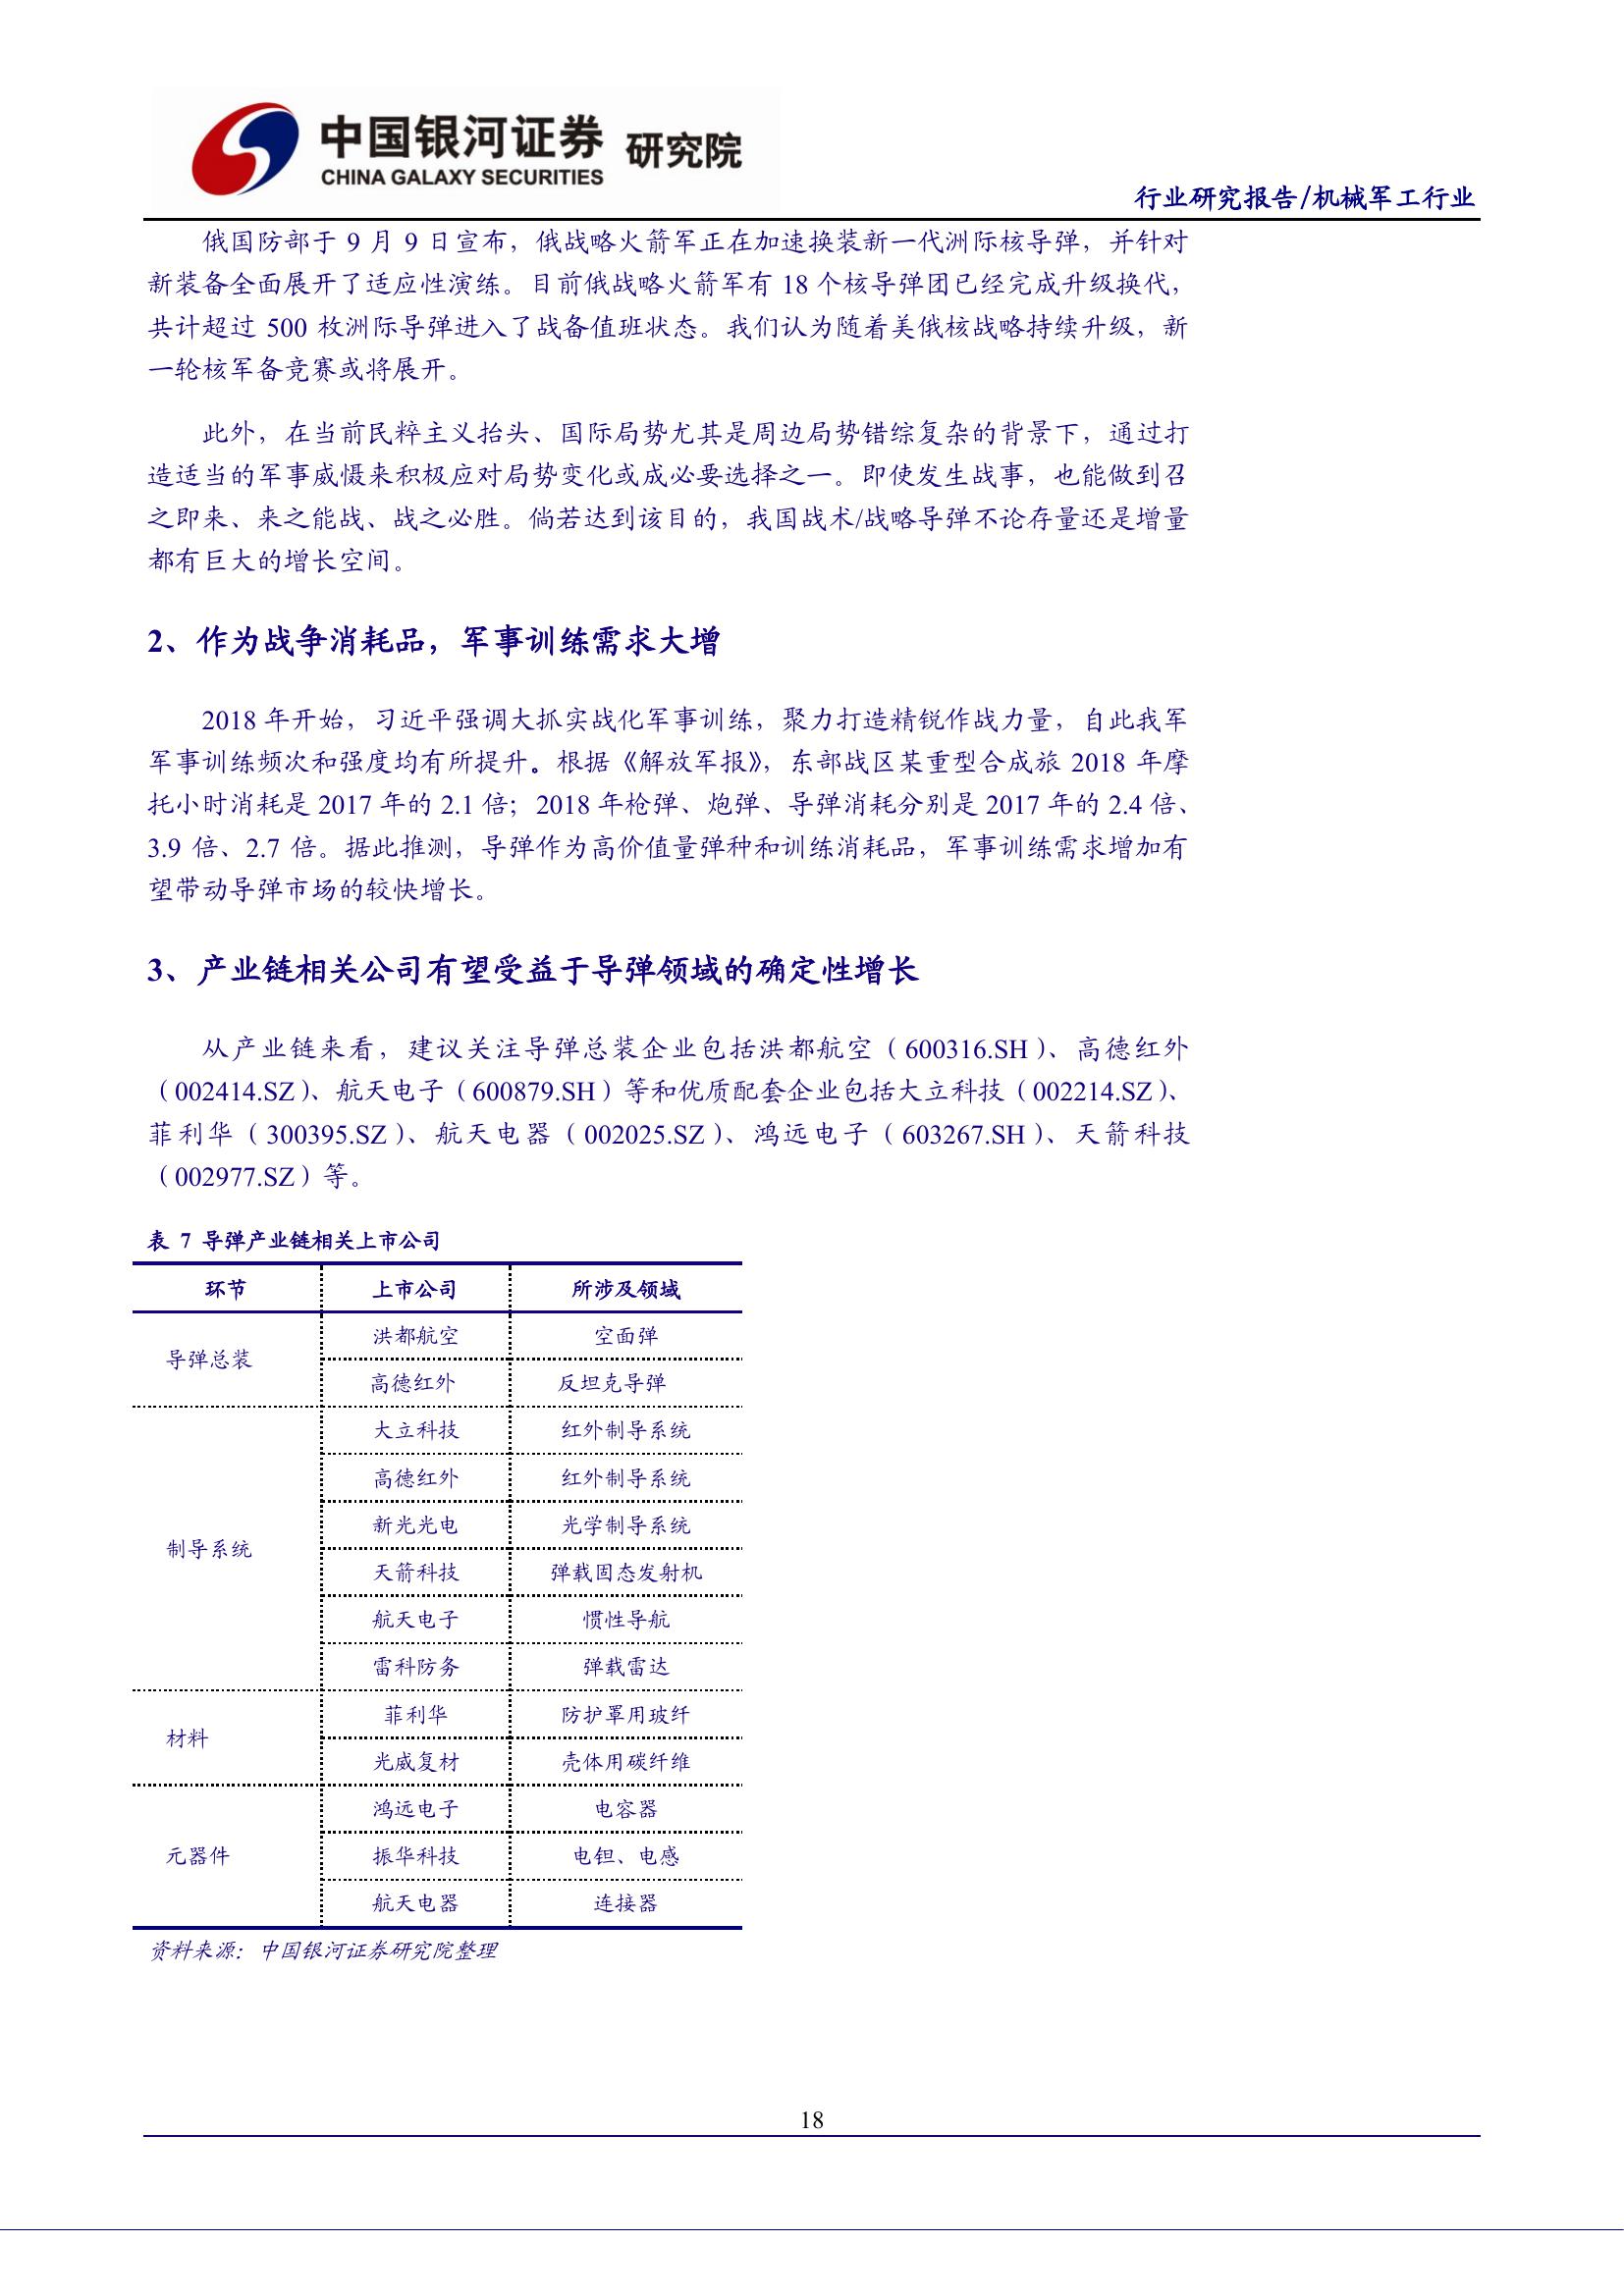 中国银河证券 研究院
CHINA GALAXY SECURITIES
行业研究报告/机械军工行业
俄国防部于 9 月 9 日宣布，俄战略火箭军正在加速换装新一代洲际核导弹，并针对
新装备全面展开了适应性演练。目前俄战略火箭军有 18 个核导弹团已经完成升级换代，
共计超过 500 枚洲际导弹进入了战备值班状态。我们认为随着美俄核战略持续升级，新
一轮核军备竞赛或将展开。
此外，在当前民粹主义抬头、国际局势尤其是周边局势错综复杂的背景下，通过打
造适当的军事威慑来积极应对局势变化或成必要选择之一。即使发生战事，也能做到召
之即来、来之能战、战之必胜。倘若达到该目的，我国战术/战略导弹不论存量还是增量
都有巨大的增长空间。
2、作为战争消耗品，军事训练需求大增
2018 年开始，习近平强调大抓实战化军事训练，聚力打造精锐作战力量，自此我军
军事训练频次和强度均有所提升。根据《解放军报》，东部战区某重型合成旅 2018 年摩
托小时消耗是 2017 年的 2.1 倍；2018 年枪弹、炮弹、导弹消耗分别是 2017 年的 2.4 倍、
3.9 倍、2.7 倍。据此推测，导弹作为高价值量弹种和训练消耗品，军事训练需求增加有
望带动导弹市场的较快增长。
3、产业链相关公司有望受益于导弹领域的确定性增长
从产业链来看，建议关注导弹总装企业包括洪都航空（600316.SH）、高德红外
（002414.SZ）、航天电子（600879.SH）等和优质配套企业包括大立科技（002214.SZ）、
菲利华（300395.SZ）、航天电器（002025.SZ）、鸿远电子（603267.SH）、天箭科技
（002977.SZ）等。
表 7 导弹产业链相关上市公司
环节 上市公司 所涉及领域
导弹总装 洪都航空 空面弹
高德红外 反坦克导弹
制导系统 大立科技 红外制导系统
高德红外 红外制导系统
新光光电 光学制导系统
天箭科技 弹载固态发射机
航天电子 惯性导航
雷科防务 弹载雷达
材料 菲利华 防护罩用玻纤
光威复材 壳体用碳纤维
元器件 鸿远电子 电容器
振华科技 电钽、电感
航天电器 连接器
资料来源：中国银河证券研究院整理
18